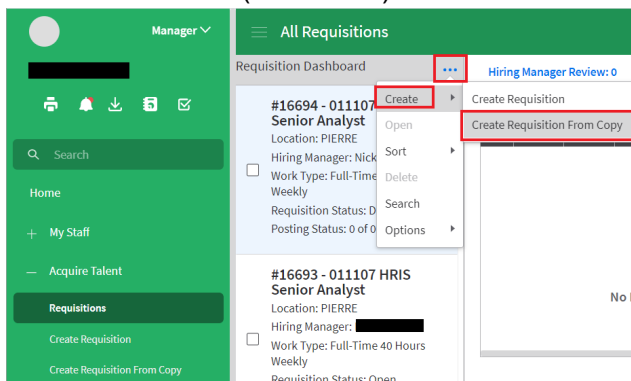 Manager
All Requisitions
Requisition Dashboard
Hiring Manager Review: 0
Search
Home
My Staff
Acquire Talent
Requisitions
Create Requisition
Create Requisition From Copy
#16694 - 011107
Senior Analyst
Location: PIERRE
Hiring Manager: Nick
Work Type: Full-Time
Weekly
Requisition Status: D
Posting Status: 0 of 0
Create
Open
Sort
Delete
Search
Options
Create Requisition
Create Requisition From Copy
#16693 - 011107 HRIS
Senior Analyst
Location: PIERRE
Hiring Manager:
Work Type: Full-Time 40 Hours
Weekly
Requisition Status: Open
No